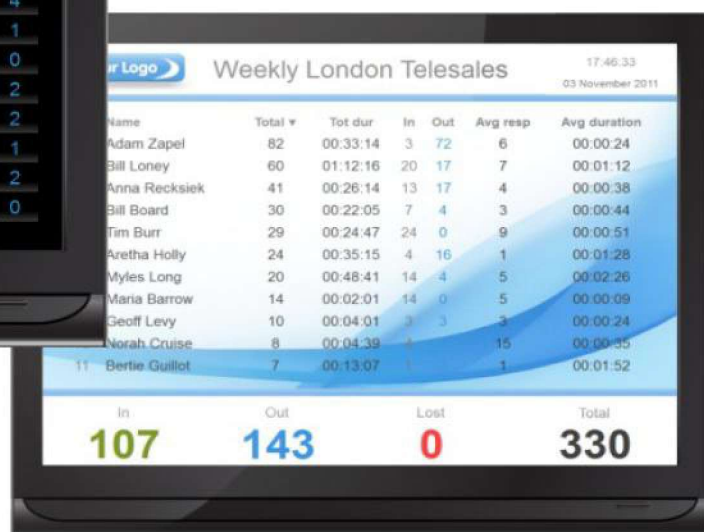 4
1
0
2
2
1
2
0
r Logo
Weekly London Telesales
17:46:33
03 November 2011
Name Total ▼ Tot dur In Out Avg resp Avg duration
Adam Zapel 82 00:33:14 3 72 6 00:00:24
Bill Loney 60 01:12:16 20 17 7 00:01:12
Anna Recksiek 41 00:26:14 13 17 4 00:00:38
Bill Board 30 00:22:05 7 4 3 00:00:44
Tim Burr 29 00:24:47 24 0 9 00:00:51
Aretha Holly 24 00:35:15 4 16 1 00:01:28
Myles Long 20 00:48:41 14 4 5 00:02:26
Maria Barrow 14 00:02:01 14 0 5 00:00:09
Geoff Levy 10 00:04:01 3 3 3 00:00:24
Norah Cruise 8 00:04:39 15 00:00:35
11 Bertie Guillot 7 00:13:07 1 00:01:52
In Out Lost Total
107 143 0 330